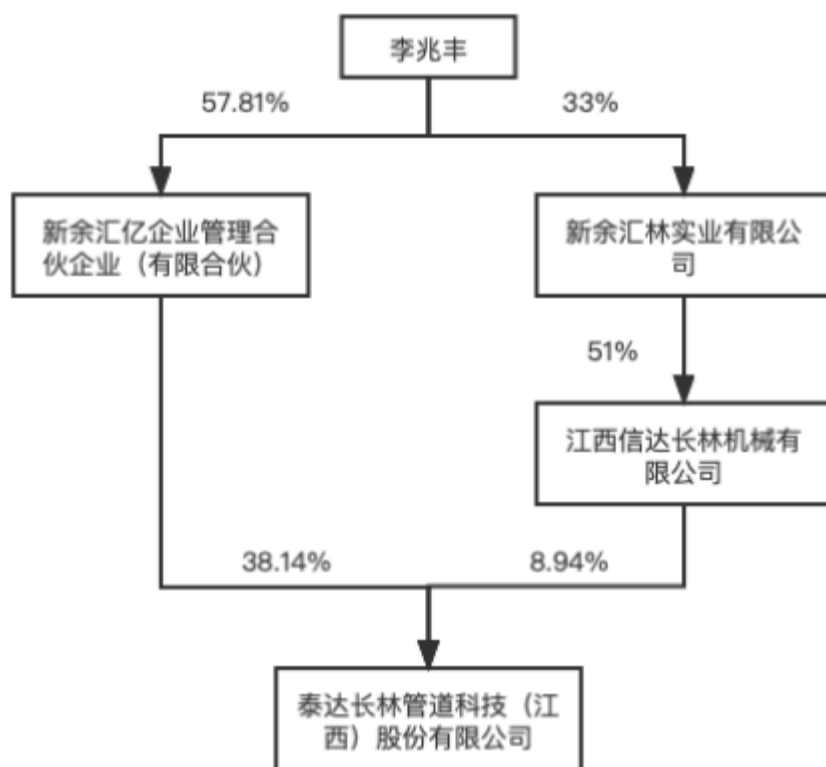 李兆丰
57.81%
33%
新余汇亿企业管理合
伙企业（有限合伙）
新余汇林实业有限公
司
51%
江西信达长林机械有
限公司
38.14%
8.94%
泰达长林管道科技（江
西）股份有限公司